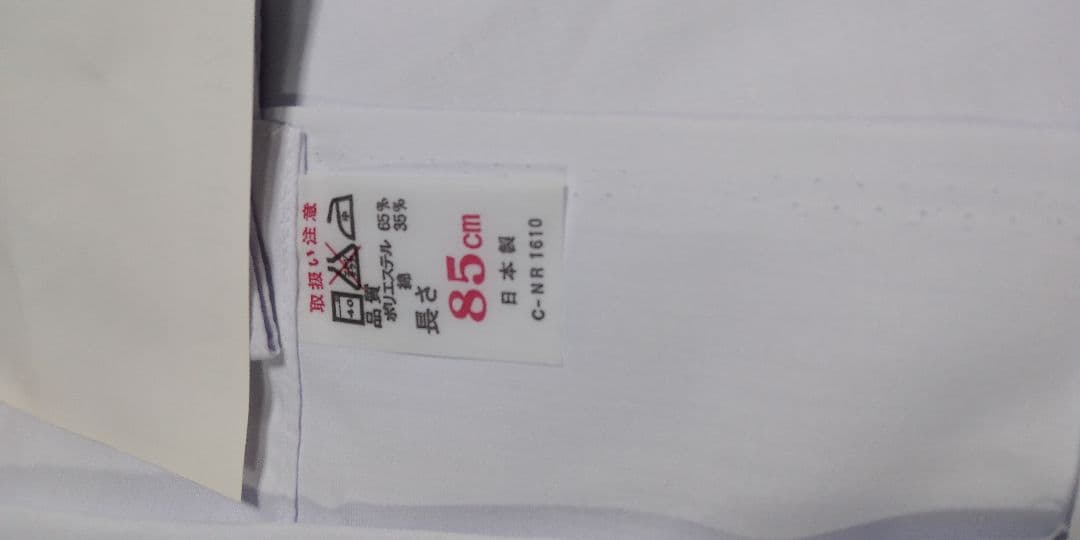 取扱い注意
品質
ポリエステル 65%
綿 35%
長さ
85cm
日本製
C-NR1610